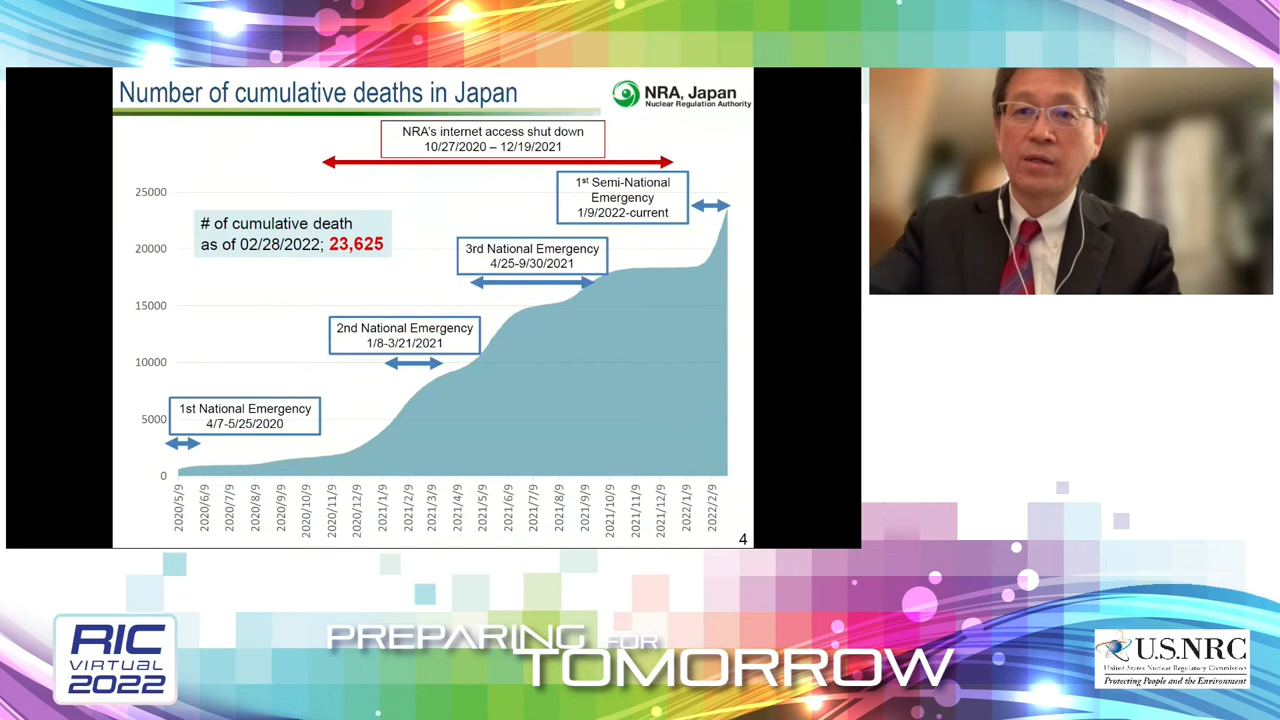 Number of cumulative deaths in Japan
NRA, Japan
Nuclear Regulation Authority
NRA's internet access shut down
10/27/2020 – 12/19/2021
1st Semi-National
Emergency
1/9/2022-current
# of cumulative death
as of 02/28/2022; 23,625
3rd National Emergency
4/25-9/30/2021
2nd National Emergency
1/8-3/21/2021
1st National Emergency
4/7-5/25/2020
25000
20000
15000
10000
5000
0
2020/5/9
2020/6/9
2020/7/9
2020/8/9
2020/9/9
2020/10/9
2020/11/9
2020/12/9
2021/1/9
2021/2/9
2021/3/9
2021/4/9
2021/5/9
2021/6/9
2021/7/9
2021/8/9
2021/9/9
2021/10/9
2021/11/9
2021/12/9
2022/1/9
2022/2/9
4
RIC
VIRTUAL
2022
PREPARING FOR
TOMORROW
U.S.NRC
United States Nuclear Regulatory Commission
Protecting People and the Environment